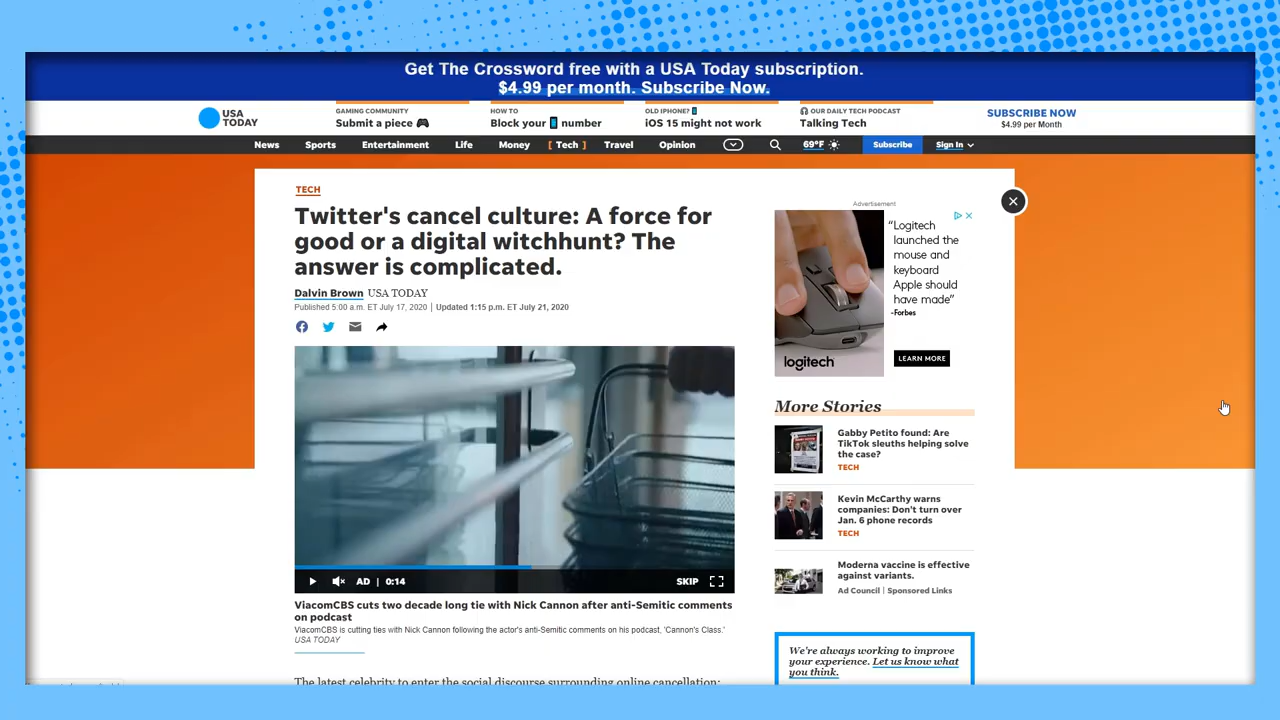 Get The Crossword free with a USA Today subscription.
$4.99 per month. Subscribe Now.
USA
TODAY
GAMING COMMUNITY
Submit a piece
HOW TO
Block your number
OLD IPHONE?
iOS 15 might not work
OUR DAILY TECH PODCAST
Talking Tech
SUBSCRIBE NOW
$4.99 per Month
News Sports Entertainment Life Money [ Tech ] Travel Opinion 69°F Subscribe Sign In
TECH
Twitter's cancel culture: A force for
good or a digital witchhunt? The
answer is complicated.
Dalvin Brown USA TODAY
Published 5:00 a.m. ET July 17, 2020 | Updated 1:15 p.m. ET July 21, 2020
AD | 0:14 SKIP
ViacomCBS cuts two decade long tie with Nick Cannon after anti-Semitic comments
on podcast
ViacomCBS is cutting ties with Nick Cannon following the actor's anti-Semitic comments on his podcast, 'Cannon's Class.'
USA TODAY
The latest celebrity to enter the social discourse surrounding online cancellation:
Advertisement
"Logitech
launched the
mouse and
keyboard
Apple should
have made"
-Forbes
logitech
LEARN MORE
More Stories
Gabby Petito found: Are
TikTok sleuths helping solve
the case?
TECH
Kevin McCarthy warns
companies: Don't turn over
Jan. 6 phone records
TECH
Moderna vaccine is effective
against variants.
Ad Council | Sponsored Links
We're always working to improve
your experience. Let us know what
you think.